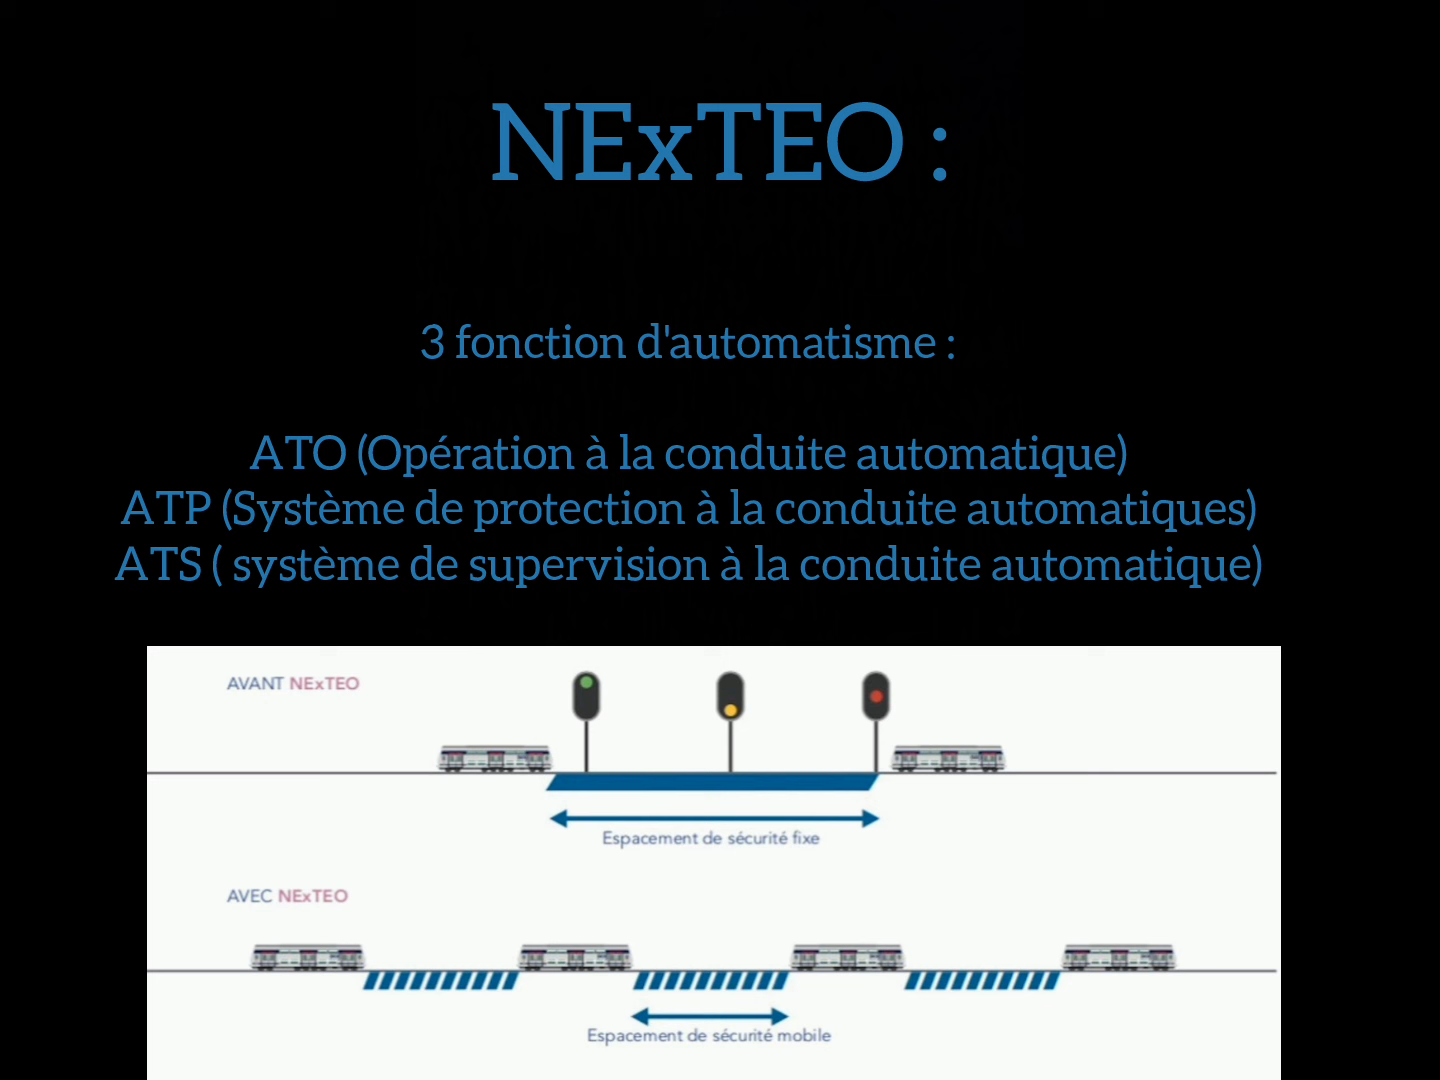 NExTEO :
3 fonction d'automatisme :
ATO (Opération à la conduite automatique)
ATP (Système de protection à la conduite automatiques)
ATS ( système de supervision à la conduite automatique)
AVANT NExTEO
Espacement de sécurité fixe
AVEC NExTEO
Espacement de sécurité mobile